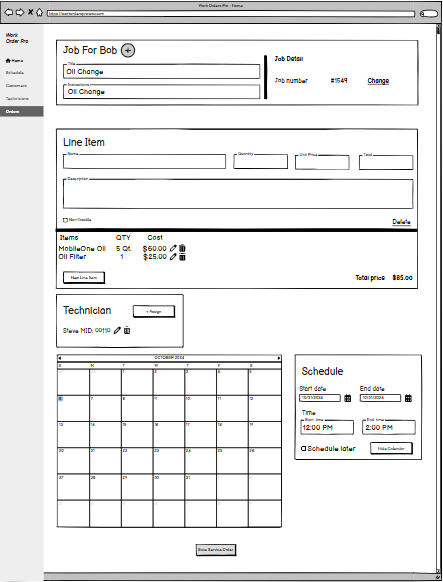 Work Orders Pro - Home
Work
Order Pro
Home
Schedule
Customers
Technicians
Orders
Job For Bob +
Title
Oil Change
Instructions
Oil Change
Job Detail
Job number #1549 Change
Line Item
Name Quantity Unit Price Total
Description
Non-Taxable
Delete
Items QTY Cost
MobileOne Oil 5 Qt. $60.00
Oil Filter 1 $25.00
New Line Item
Total price $85.00
Technician
+ Assign
Steve MID: 00110
OCTOBER 2024
S M T W T F S
1 2 3 4 5
6 7 8 9 10 11 12
13 14 15 16 17 18 19
20 21 22 23 24 25 26
27 28 29 30 31
Schedule
Start date End date
10/31/2024 10/31/2024
Time
Start time End time
12:00 PM 2:00 PM
Schedule later
Hide Calendar
Save Service Order